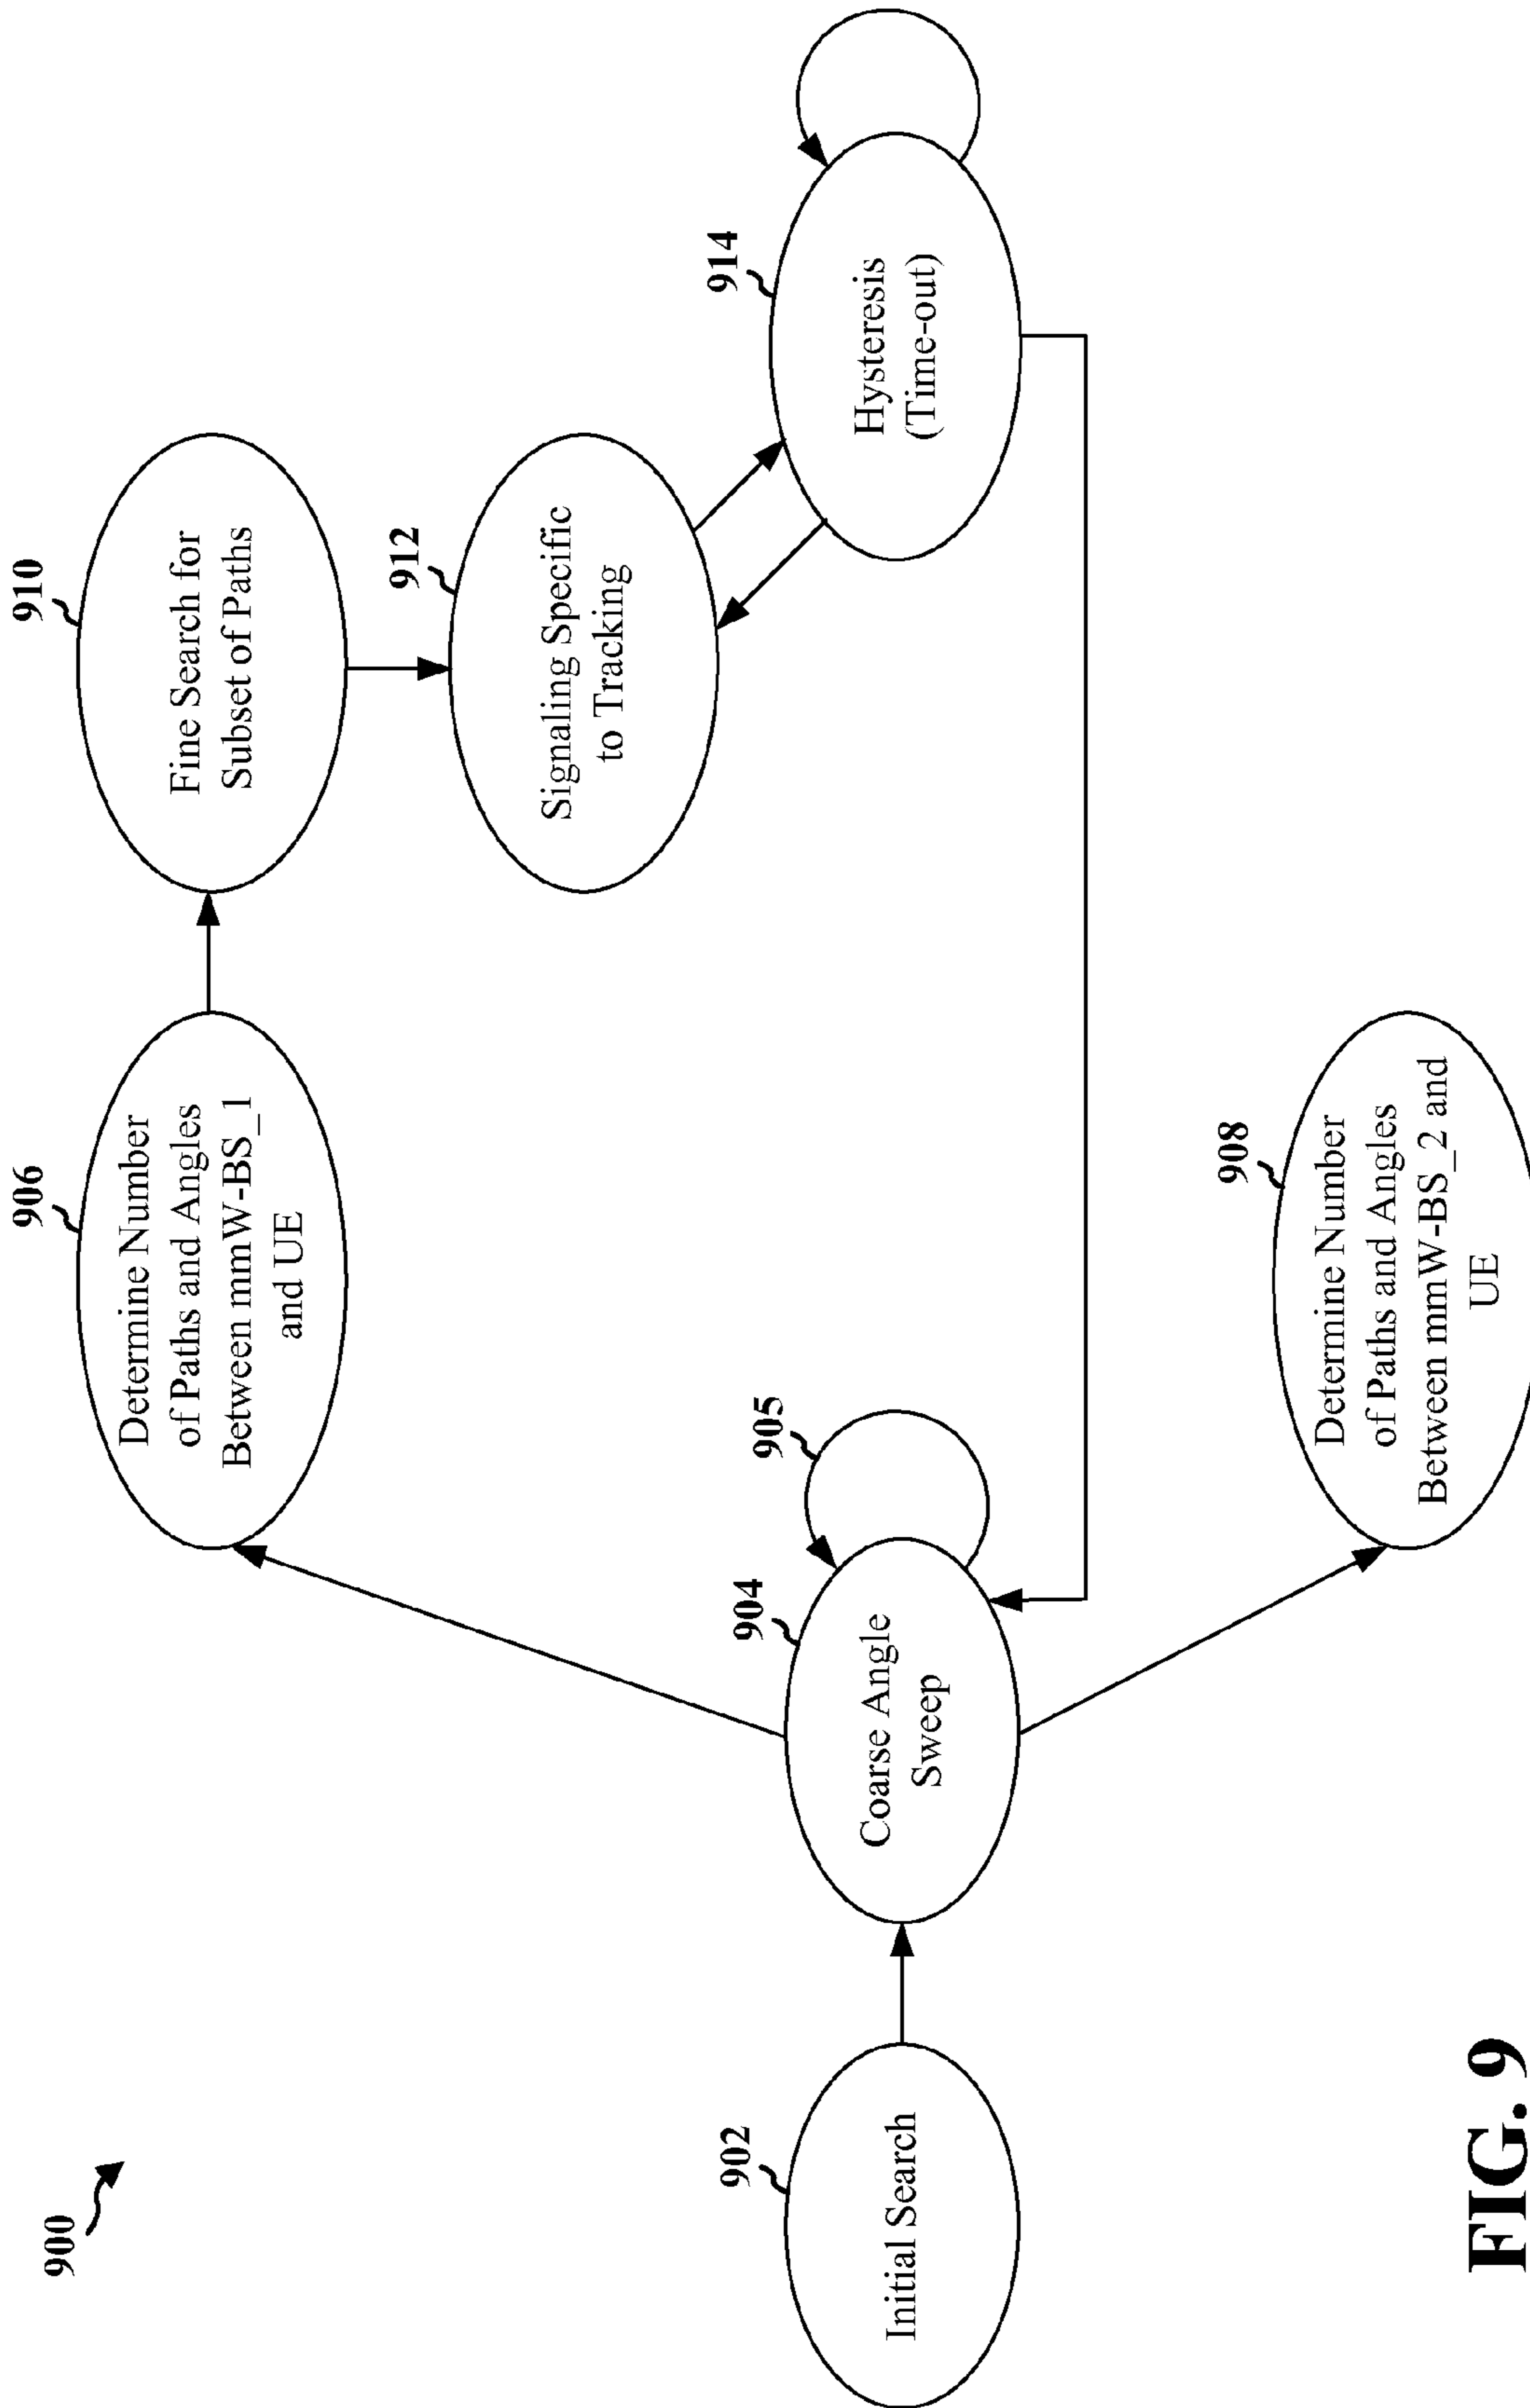 900
902
Initial Search
904
Coarse Angle
Sweep
905
906
Determine Number
of Paths and Angles
Between mmW-BS_1
and UE
908
Determine Number
of Paths and Angles
Between mmW-BS_2 and
UE
910
Fine Search for
Subset of Paths
912
Signaling Specific
to Tracking
914
Hysteresis
(Time-out)
FIG. 9